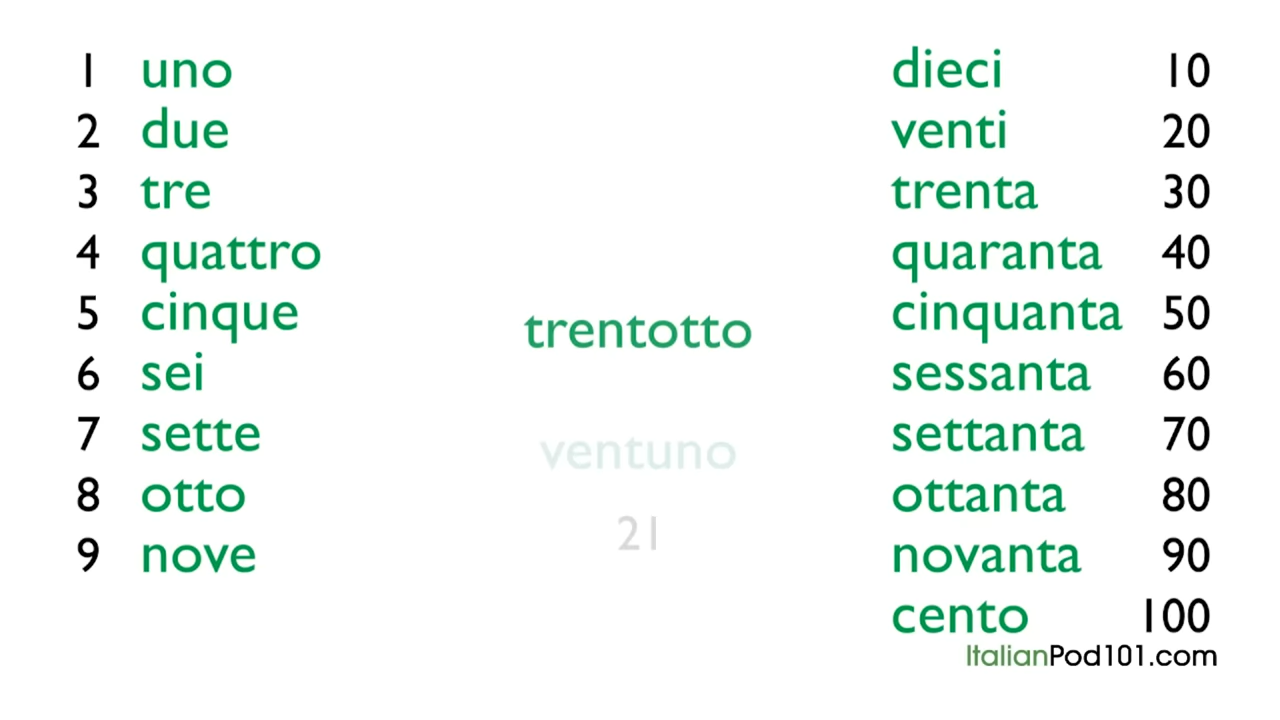 1 uno
2 due
3 tre
4 quattro
5 cinque
6 sei
7 sette
8 otto
9 nove
trentotto
ventuno
21
dieci 10
venti 20
trenta 30
quaranta 40
cinquanta 50
sessanta 60
settanta 70
ottanta 80
novanta 90
cento 100
ItalianPod101.com